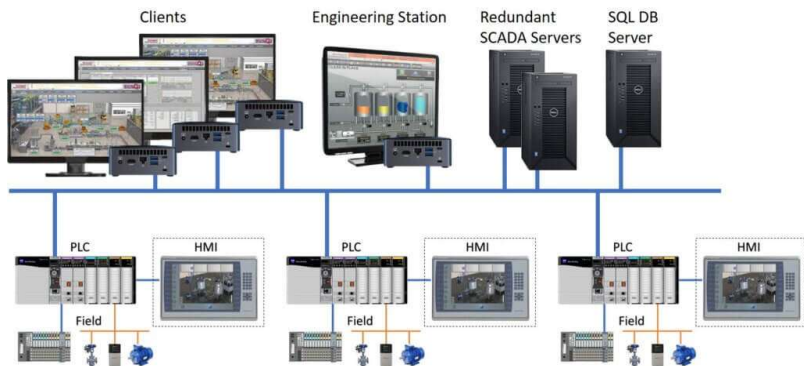 Clients
Engineering Station
Redundant
SCADA Servers
SQL DB
Server
PLC
HMI
PLC
HMI
PLC
HMI
Field
Field
Field